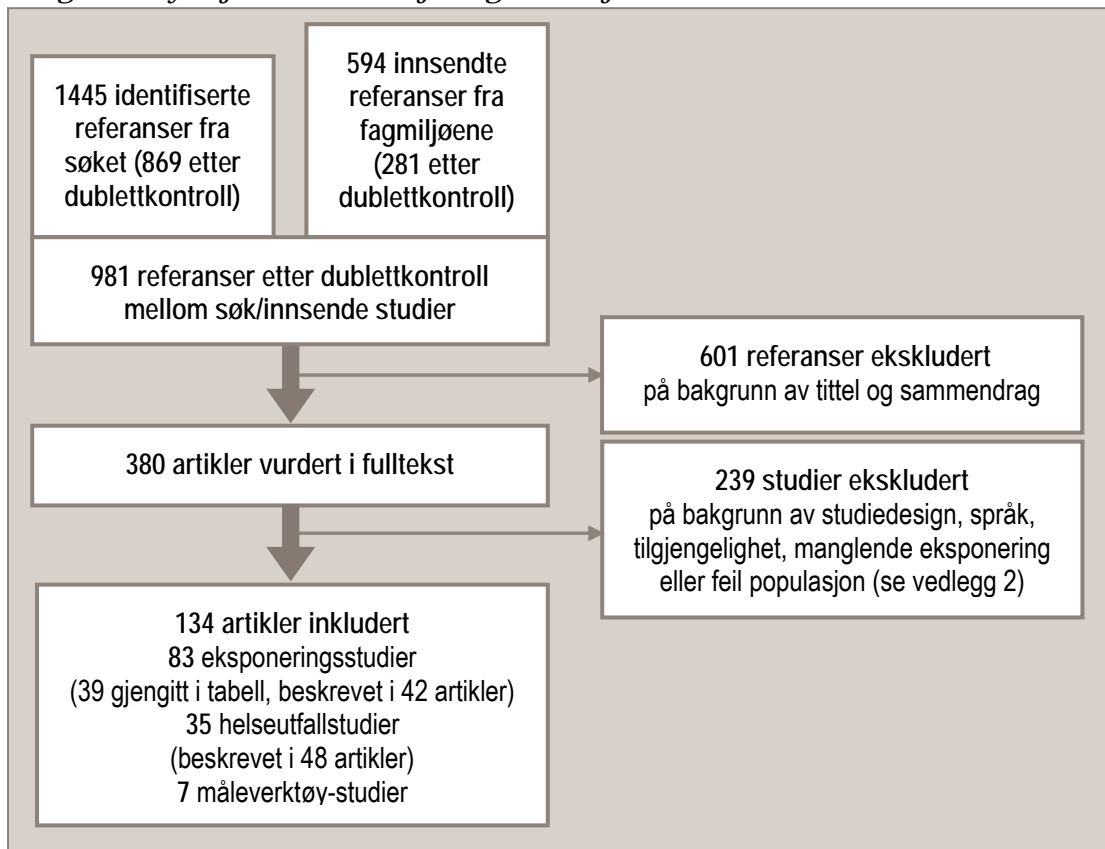 1445 identifiserte
referanser fra
søket (869 etter
dublettkontroll)
594 innsendte
referanser fra
fagmiljøene
(281 etter
dublettkontroll)
981 referanser etter dublettkontroll
mellom søk/innsende studier
601 referanser ekskludert
på bakgrunn av tittel og sammendrag
380 artikler vurdert i fulltekst
239 studier ekskludert
på bakgrunn av studiedesign, språk,
tilgjengelighet, manglende eksponering
eller feil populasjon (se vedlegg 2)
134 artikler inkludert
83 eksponeringsstudier
(39 gjengitt i tabell, beskrevet i 42 artikler)
35 helseutfallstudier
(beskrevet i 48 artikler)
7 måleverktøy-studier